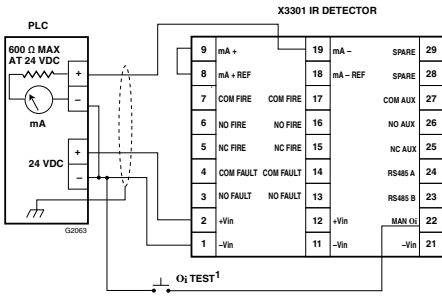 X3301 IR DETECTOR
PLC
600 Ω MAX
AT 24 VDC
+
–
mA
24 VDC
+
–
G2063
9 mA + 19 mA – SPARE 29
8 mA + REF 18 mA – REF SPARE 28
7 COM FIRE COM FIRE 17 COM AUX 27
6 NO FIRE NO FIRE 16 NO AUX 26
5 NC FIRE NC FIRE 15 NC AUX 25
4 COM FAULT COM FAULT 14 RS485 A 24
3 NO FAULT NO FAULT 13 RS485 B 23
2 +Vin 12 +Vin MAN Oi 22
1 –Vin 11 –Vin –Vin 21
Oi TEST1